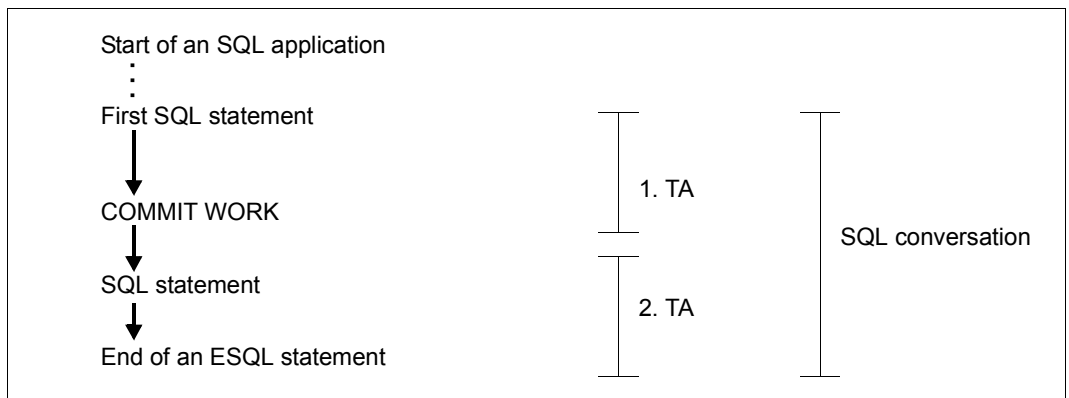 Start of an SQL application
First SQL statement
1. TA
COMMIT WORK
SQL conversation
SQL statement
2. TA
End of an ESQL statement